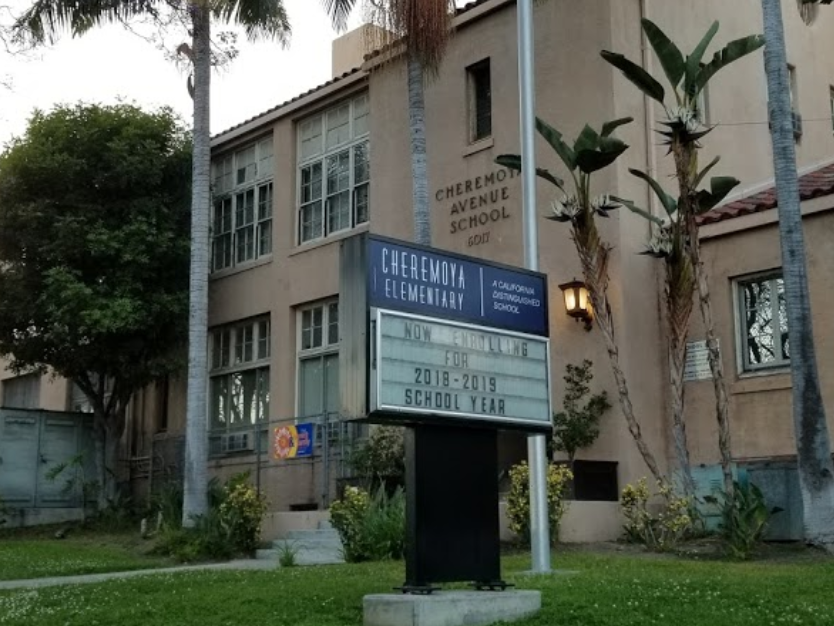 CHEREMOYA
AVENUE
SCHOOL
6017
CHEREMOYA
ELEMENTARY
A CALIFORNIA
DISTINGUISHED
SCHOOL
NOW ENROLLING
FOR
2018-2019
SCHOOL YEAR